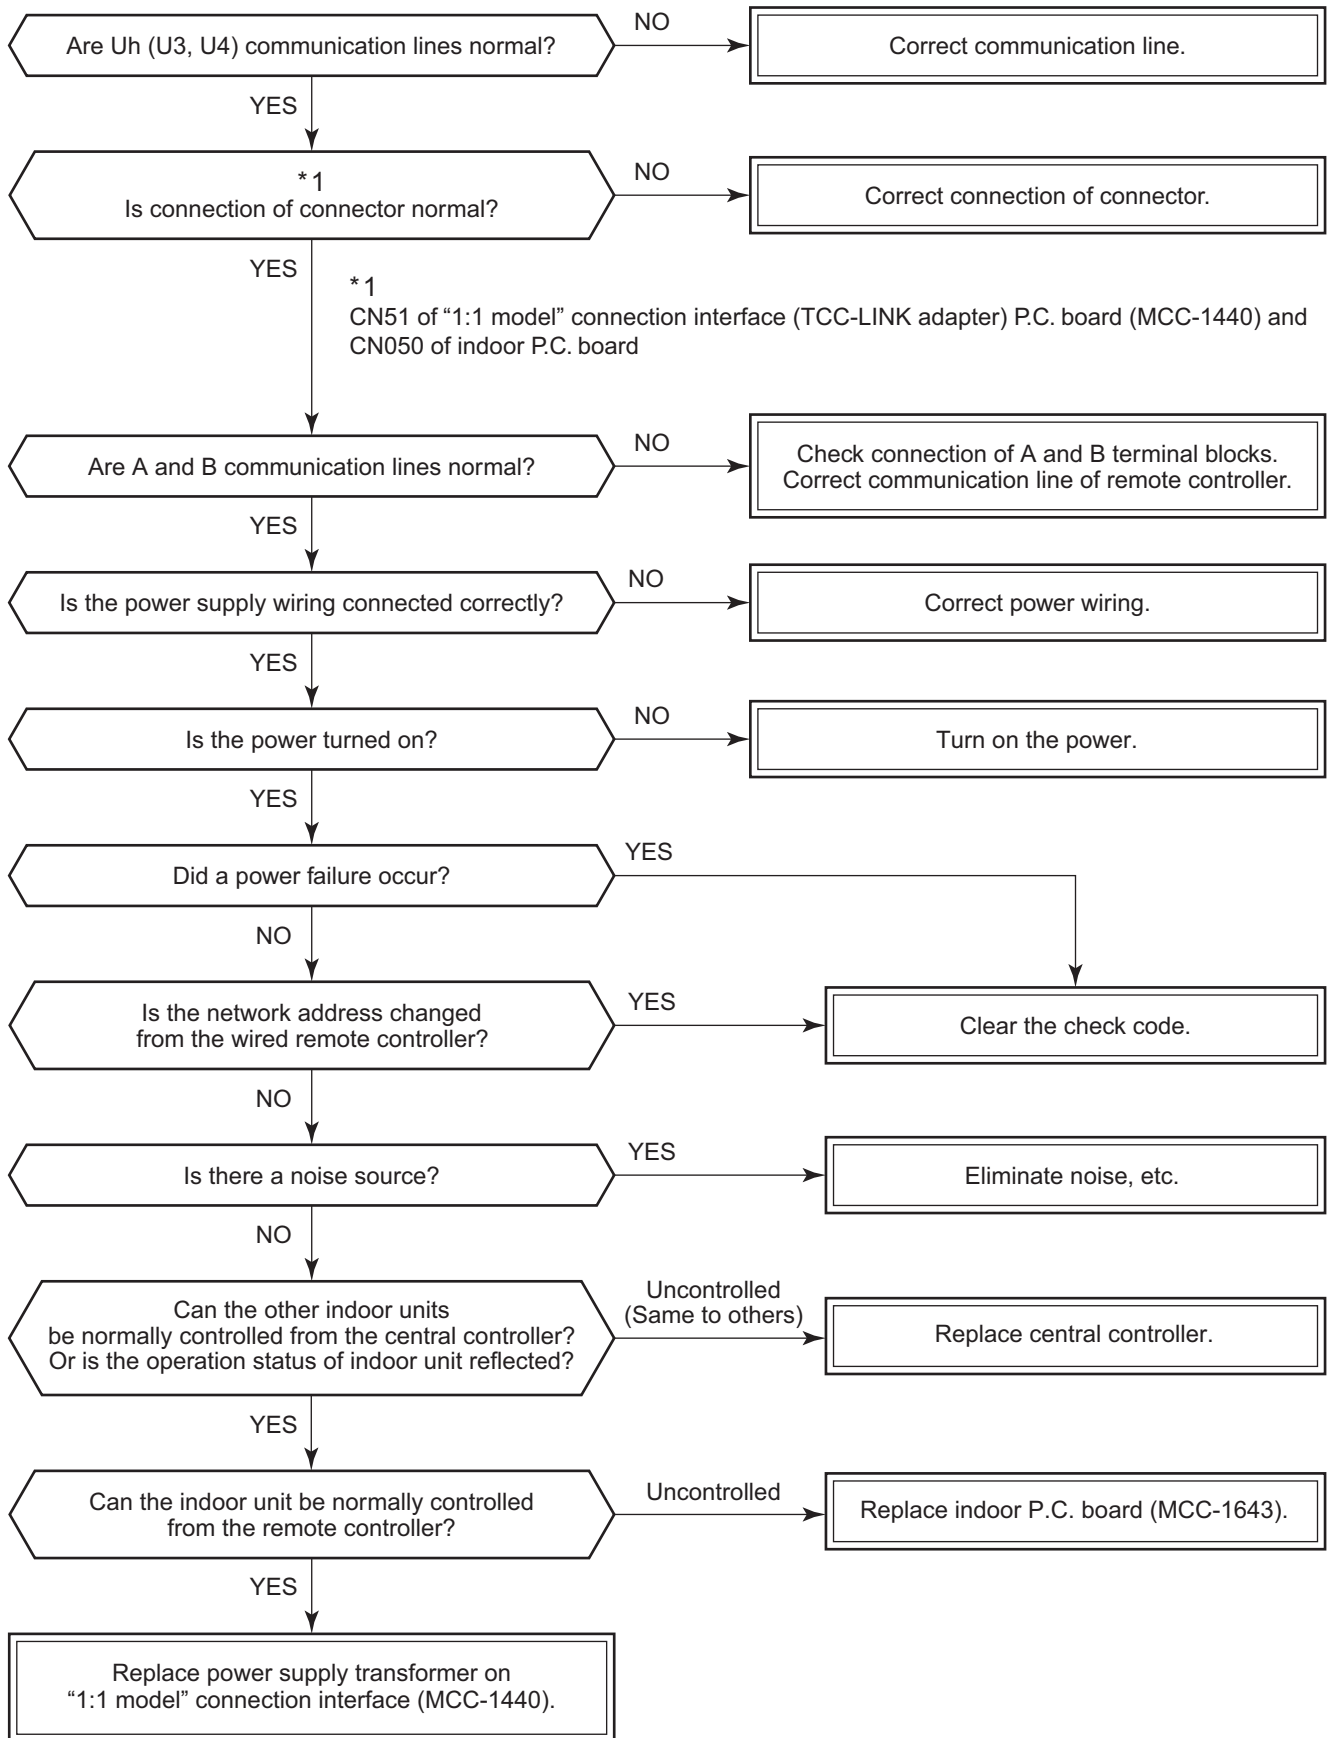 Are Uh (U3, U4) communication lines normal?
NO
Correct communication line.
YES
*1
Is connection of connector normal?
NO
Correct connection of connector.
YES
*1
CN51 of “1:1 model” connection interface (TCC-LINK adapter) P.C. board (MCC-1440) and
CN050 of indoor P.C. board
Are A and B communication lines normal?
NO
Check connection of A and B terminal blocks.
Correct communication line of remote controller.
YES
Is the power supply wiring connected correctly?
NO
Correct power wiring.
YES
Is the power turned on?
NO
Turn on the power.
YES
Did a power failure occur?
YES
NO
Is the network address changed
from the wired remote controller?
YES
Clear the check code.
NO
Is there a noise source?
YES
Eliminate noise, etc.
NO
Can the other indoor units
be normally controlled from the central controller?
Or is the operation status of indoor unit reflected?
Uncontrolled
(Same to others)
Replace central controller.
YES
Can the indoor unit be normally controlled
from the remote controller?
Uncontrolled
Replace indoor P.C. board (MCC-1643).
YES
Replace power supply transformer on
“1:1 model” connection interface (MCC-1440).